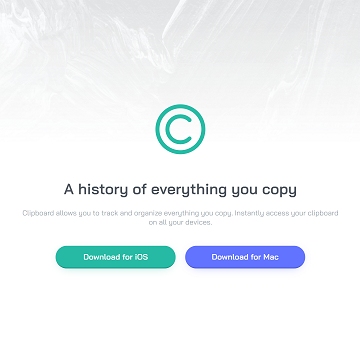 A history of everything you copy
Clipboard allows you to track and organize everything you copy. Instantly access your clipboard
on all your devices.
Download for iOS
Download for Mac